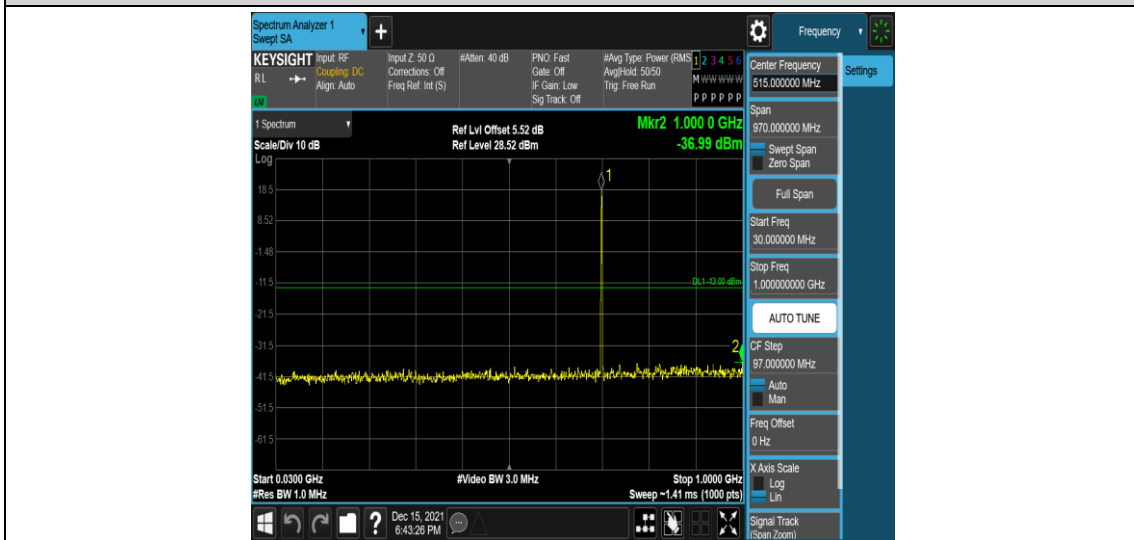 Spectrum Analyzer 1
Swept SA
+
Frequency
KEYSIGHT
RL
LXI
Input: RF
Coupling: DC
Align: Auto
Input Z: 50 Ω
Corrections: Off
Freq Ref: Int (S)
#Atten: 40 dB
PNO: Fast
Gate: Off
IF Gain: Low
Sig Track: Off
#Avg Type: Power (RMS
Avg|Hold: 50/50
Trig: Free Run
1 2 3 4 5 6
M W W W W W
P P P P P P
1 Spectrum
Scale/Div 10 dB
Log
Ref Lvl Offset 5.52 dB
Ref Level 28.52 dBm
Mkr2 1.000 0 GHz
-36.99 dBm
1
18.5
8.52
-1.48
-11.5
DL1 -13.00 dBm
-21.5
-31.5
2
-41.5
-51.5
-61.5
Start 0.0300 GHz
#Res BW 1.0 MHz
#Video BW 3.0 MHz
Stop 1.0000 GHz
Sweep ~1.41 ms (1000 pts)
Center Frequency
515.000000 MHz
Settings
Span
970.000000 MHz
Swept Span
Zero Span
Full Span
Start Freq
30.000000 MHz
Stop Freq
1.000000000 GHz
AUTO TUNE
CF Step
97.000000 MHz
Auto
Man
Freq Offset
0 Hz
X Axis Scale
Log
Lin
Signal Track
(Span Zoom)
?
Dec 15, 2021
6:43:26 PM